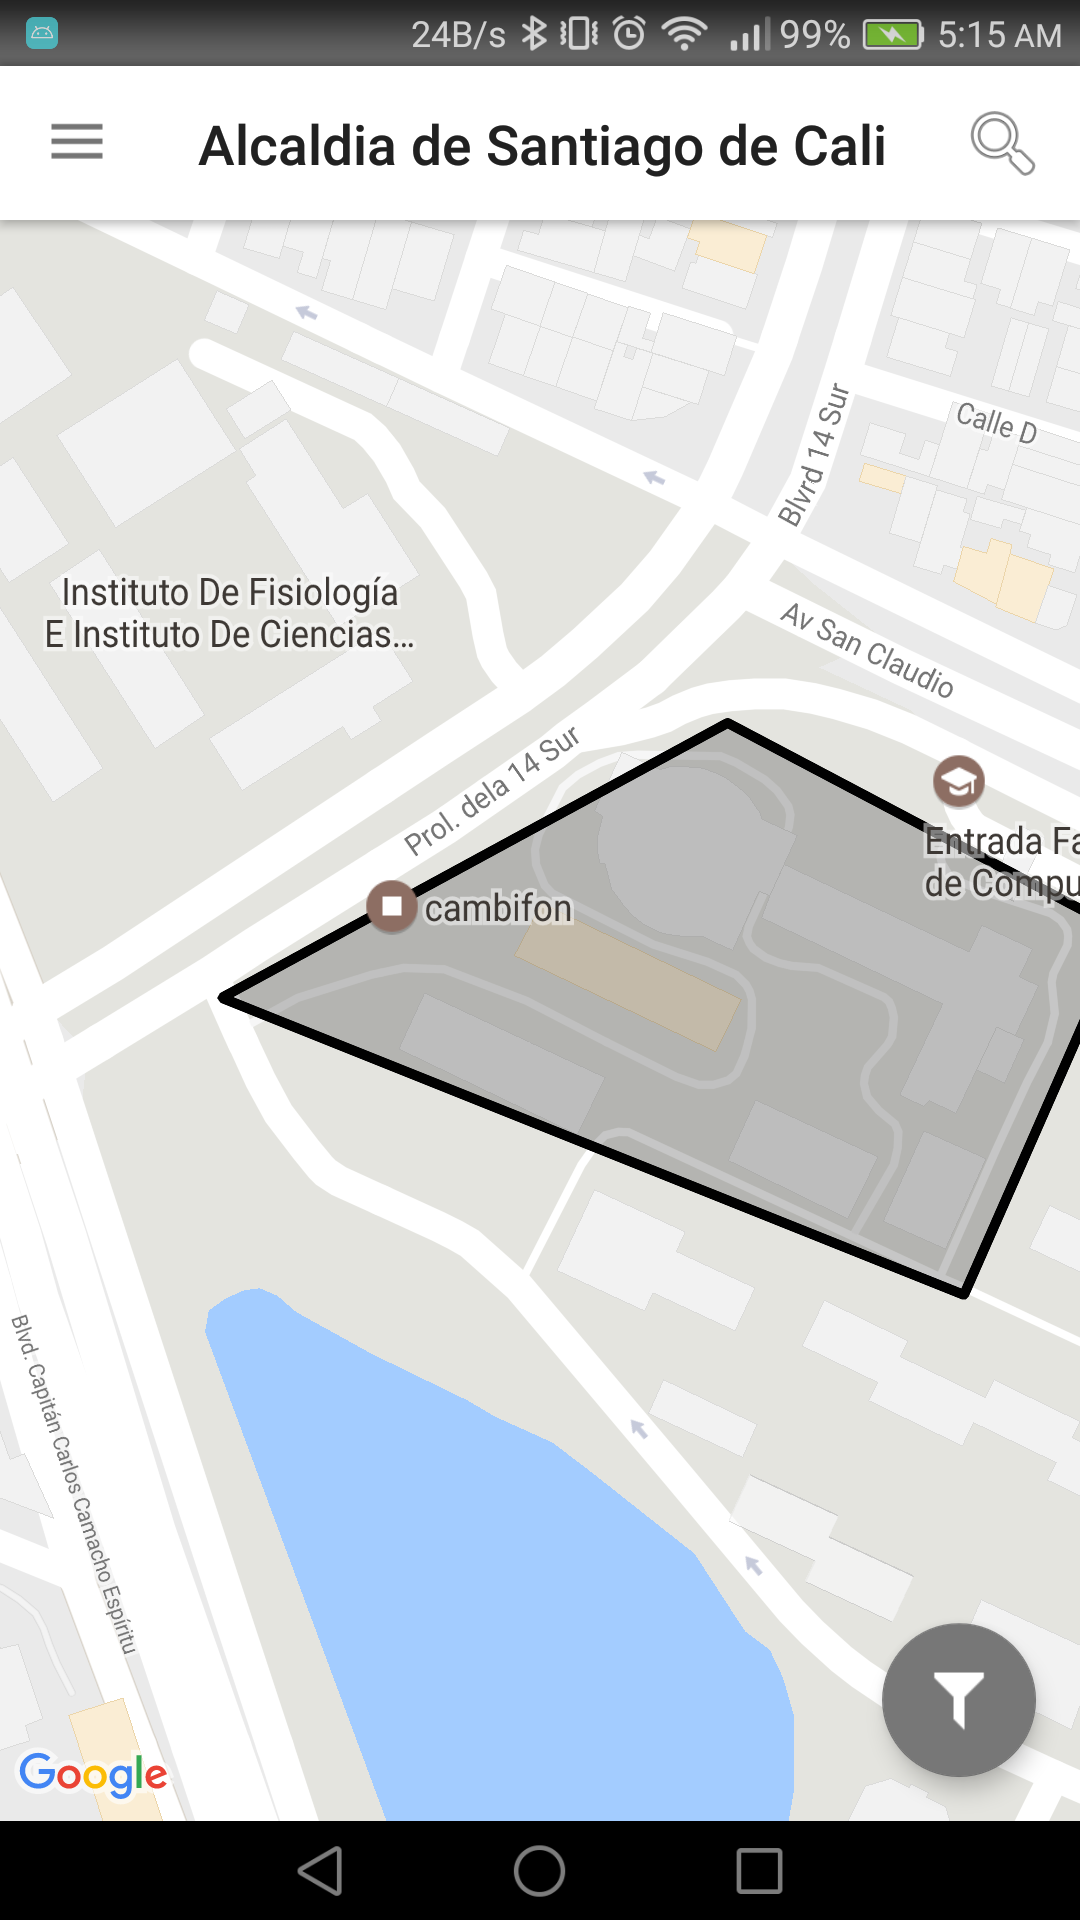 24B/s 99% 5:15 AM
Alcaldia de Santiago de Cali
Calle D
Blvrd 14 Sur
Instituto De Fisiología
E Instituto De Ciencias...
Av San Claudio
Prol. dela 14 Sur
Entrada Fa
de Compu
cambifon
Blvd. Capitán Carlos Camacho Espíritu
Google